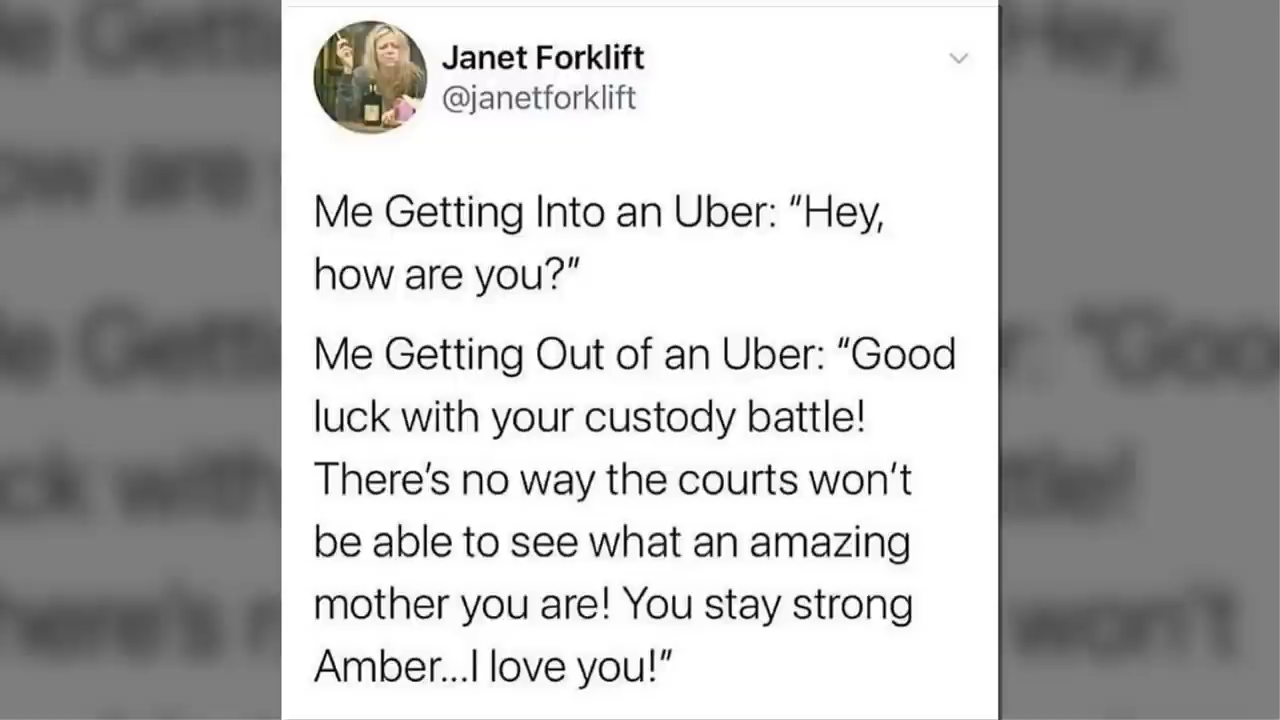 Janet Forklift
@janetforklift
Me Getting Into an Uber: “Hey,
how are you?”
Me Getting Out of an Uber: “Good
luck with your custody battle!
There’s no way the courts won’t
be able to see what an amazing
mother you are! You stay strong
Amber...I love you!”